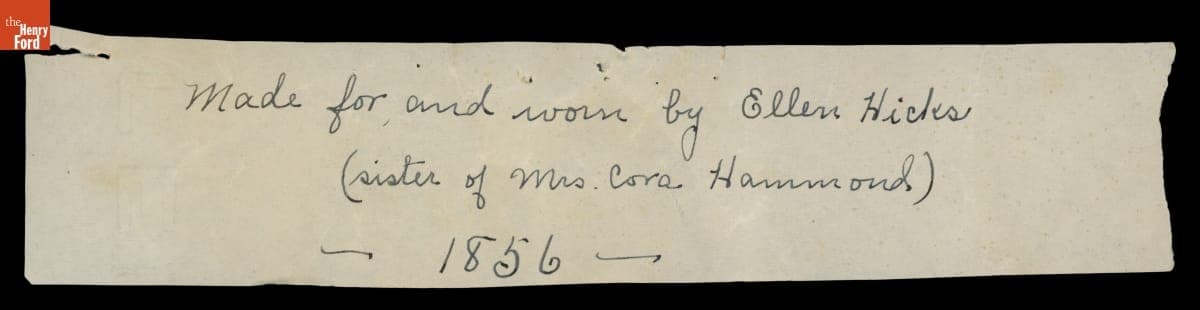 the
Henry
Ford
Made for, and worn by Ellen Hicks
(sister of Mrs. Cora Hammond)
— 1856 —